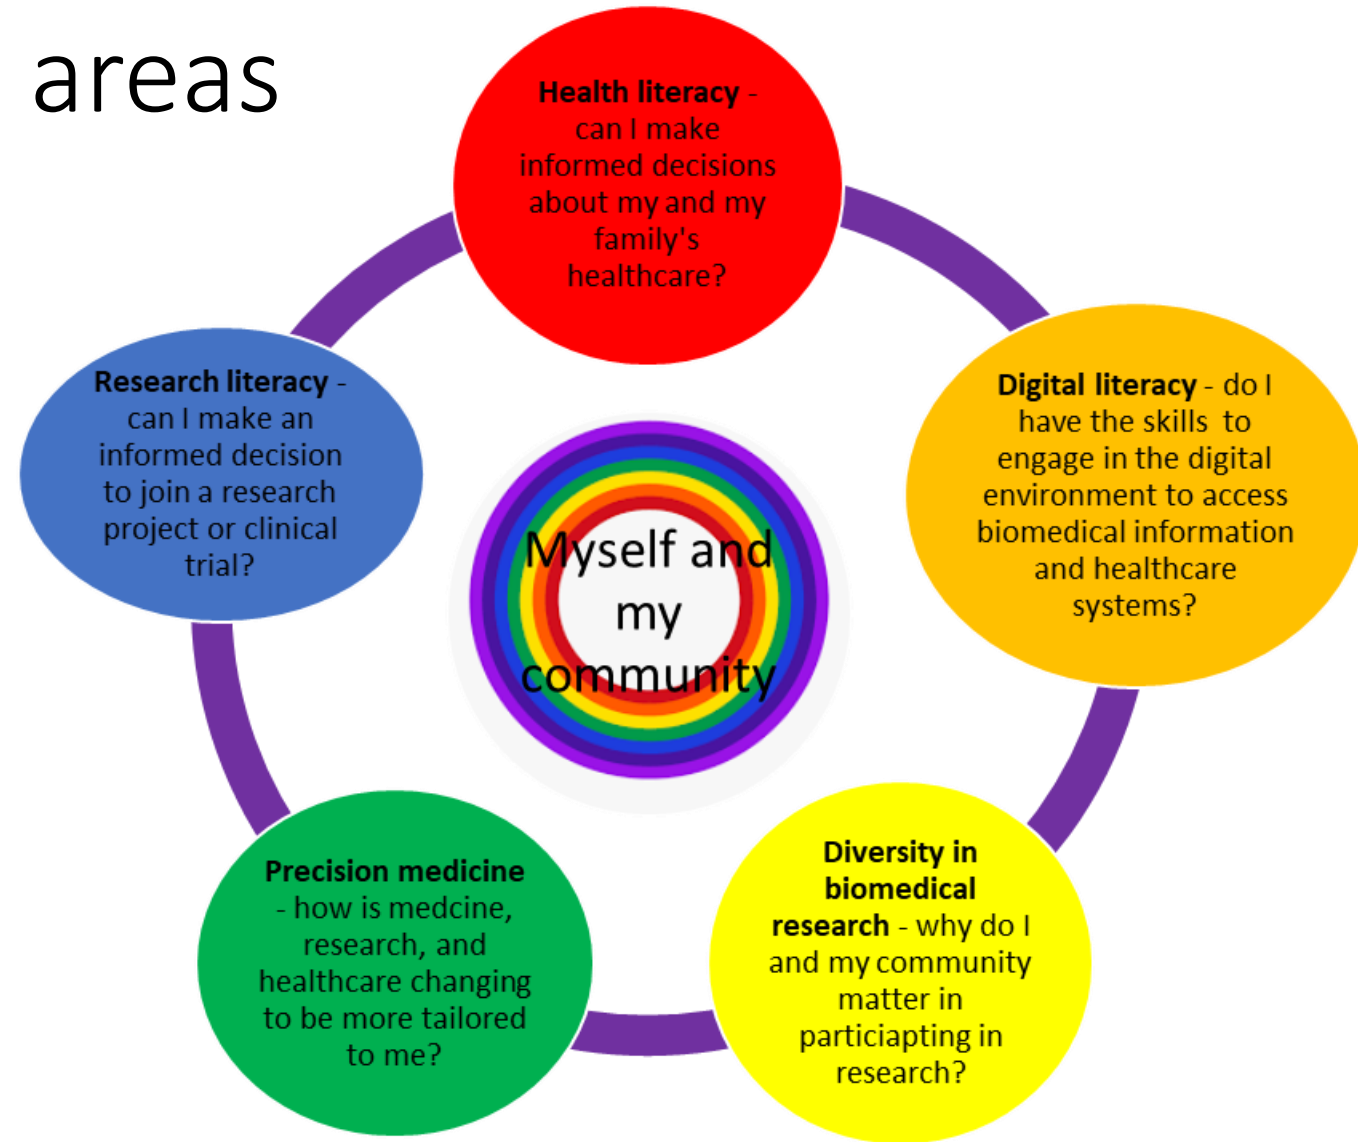 areas
Health literacy -
can I make
informed decisions
about my and my
family's
healthcare?
Digital literacy - do I
have the skills  to
engage in the digital
environment to access
biomedical information
and healthcare
systems?
Diversity in
biomedical
research - why do I
and my community
matter in
particiapting in
research?
Precision medicine
- how is medcine,
research, and
healthcare changing
to be more tailored
to me?
Research literacy -
can I make an
informed decision
to join a research
project or clinical
trial?
Myself and
my
community